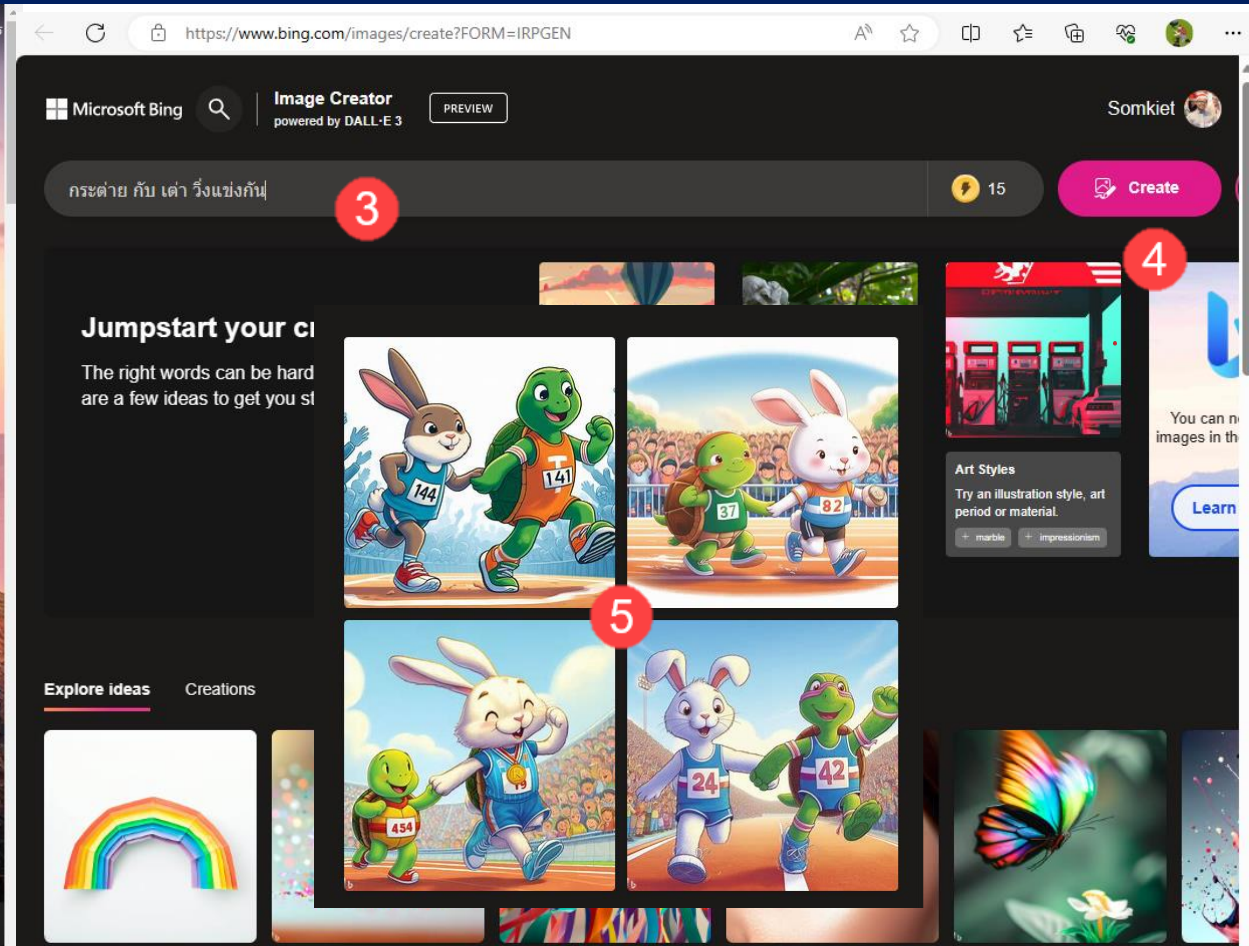 https://www.bing.com/images/create?FORM=IRPGEN
Microsoft Bing
Image Creator
powered by DALL·E 3
PREVIEW
Somkiet
กระต่าย กับ เต่า วิ่งแข่งกัน
3
15
Create
4
Jumpstart your cr
The right words can be hard
are a few ideas to get you st
144
T
141
37
82
You can n
images in th
Art Styles
Try an illustration style, art
period or material.
+ marble + impressionism
Learn
5
454
19
24
42
Explore ideas Creations